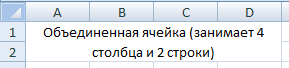 A B C D
1 Объединенная ячейка (занимает 4
2 столбца и 2 строки)